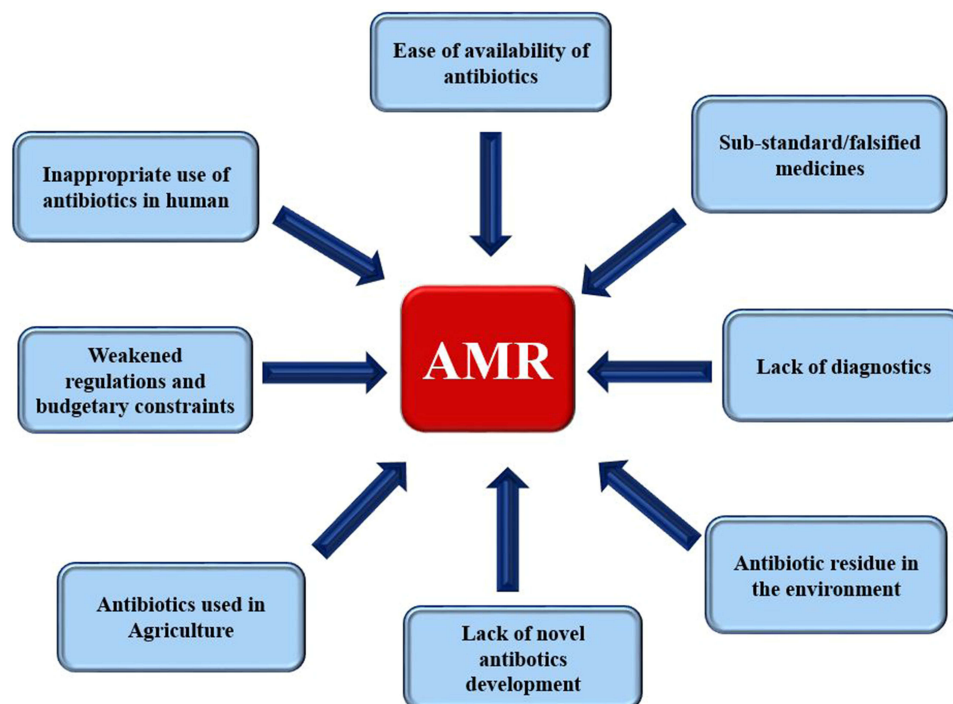 Ease of availability of
antibiotics
Sub-standard/falsified
medicines
Inappropriate use of
antibiotics in human
AMR
Weakened
regulations and
budgetary constraints
Lack of diagnostics
Antibiotics used in
Agriculture
Lack of novel
antibotics
development
Antibiotic residue in
the environment